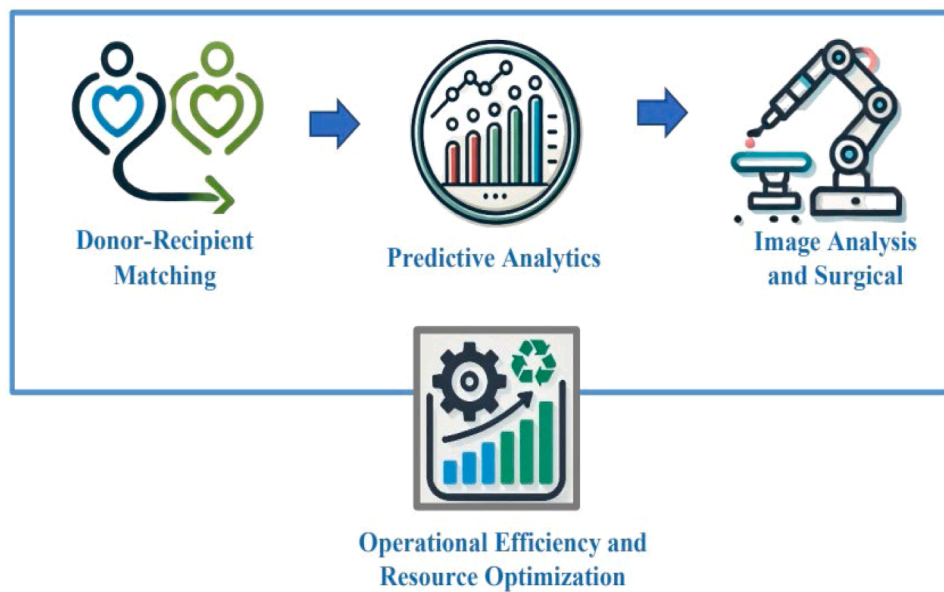 Donor-Recipient
Matching
Predictive Analytics
Image Analysis
and Surgical
Operational Efficiency and
Resource Optimization